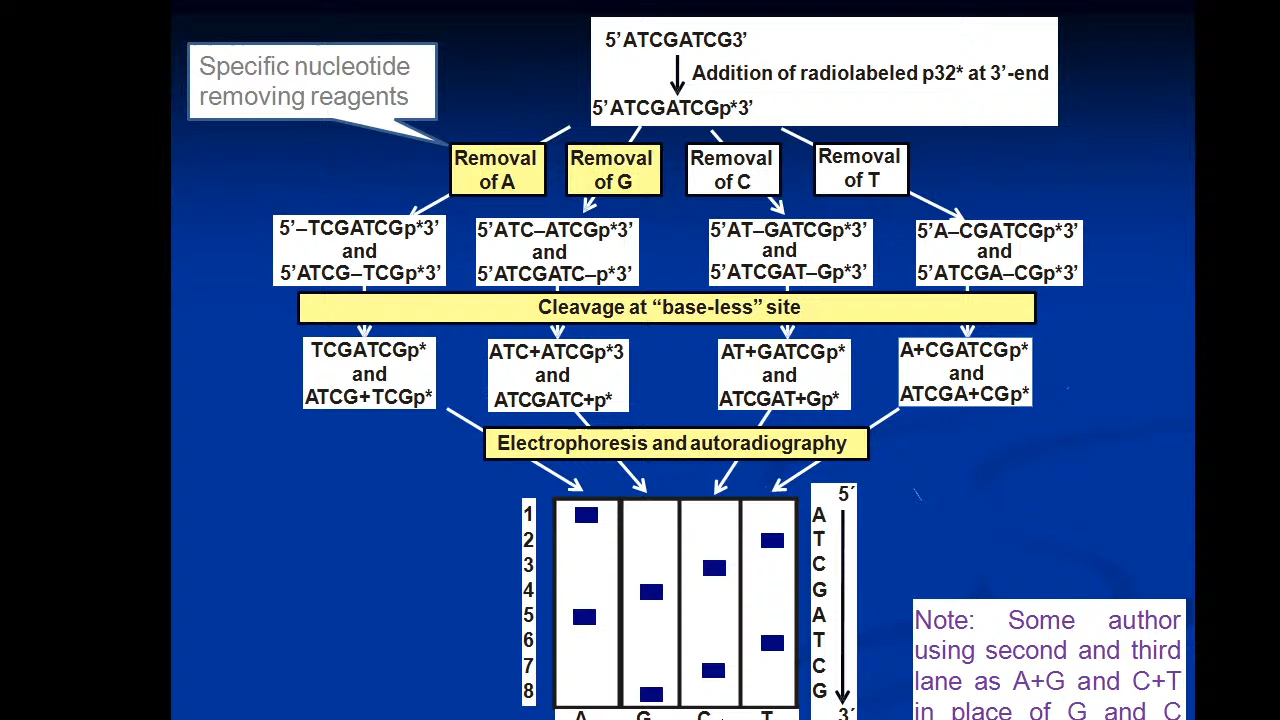 5’ATCGATCG3’
Specific nucleotide
removing reagents
Addition of radiolabeled p32* at 3’-end
5’ATCGATCGp*3’
Removal
of A
Removal
of G
Removal
of C
Removal
of T
5’–TCGATCGp*3’
and
5’ATCG–TCGp*3’
5’ATC–ATCGp*3’
and
5’ATCGATC–p*3’
5’AT–GATCGp*3’
and
5’ATCGAT–Gp*3’
5’A–CGATCGp*3’
and
5’ATCGA–CGp*3’
Cleavage at “base-less” site
TCGATCGp*
and
ATCG+TCGp*
ATC+ATCGp*3
and
ATCGATC+p*
AT+GATCGp*
and
ATCGAT+Gp*
A+CGATCGp*
and
ATCGA+CGp*
Electrophoresis and autoradiography
5´
1
2
3
4
5
6
7
8
A
T
C
G
A
T
C
G
3´
A G C T
Note: Some author
using second and third
lane as A+G and C+T
in place of G and C